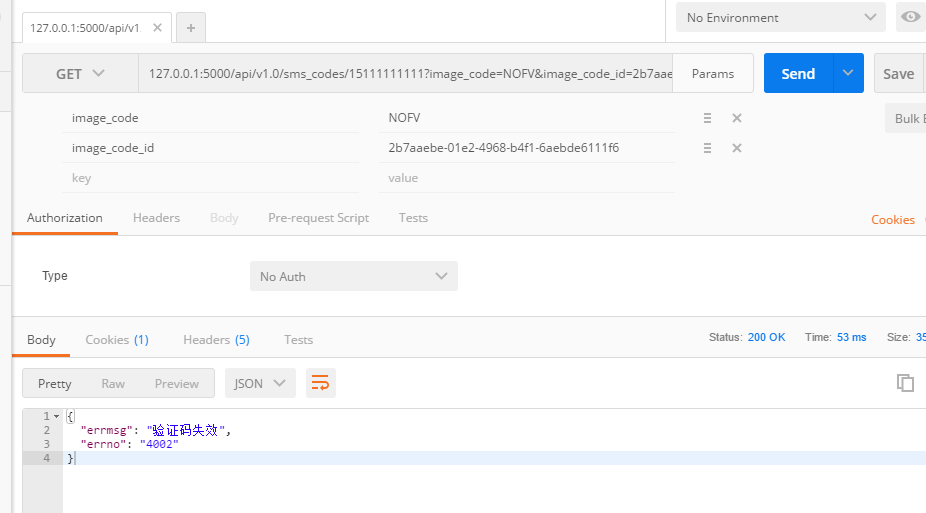 127.0.0.1:5000/api/v1.
No Environment
GET
127.0.0.1:5000/api/v1.0/sms_codes/15111111111?image_code=NOFV&image_code_id=2b7aae
Params
Send
Save
image_code
NOFV
Bulk E
image_code_id
2b7aaebe-01e2-4968-b4f1-6aebde6111f6
key
value
Authorization Headers Body Pre-request Script Tests
Cookies
Type
No Auth
Body Cookies (1) Headers (5) Tests
Status: 200 OK Time: 53 ms Size: 35
Pretty Raw Preview
JSON
1 {
2 "errmsg": "验证码失效",
3 "errno": "4002"
4 }